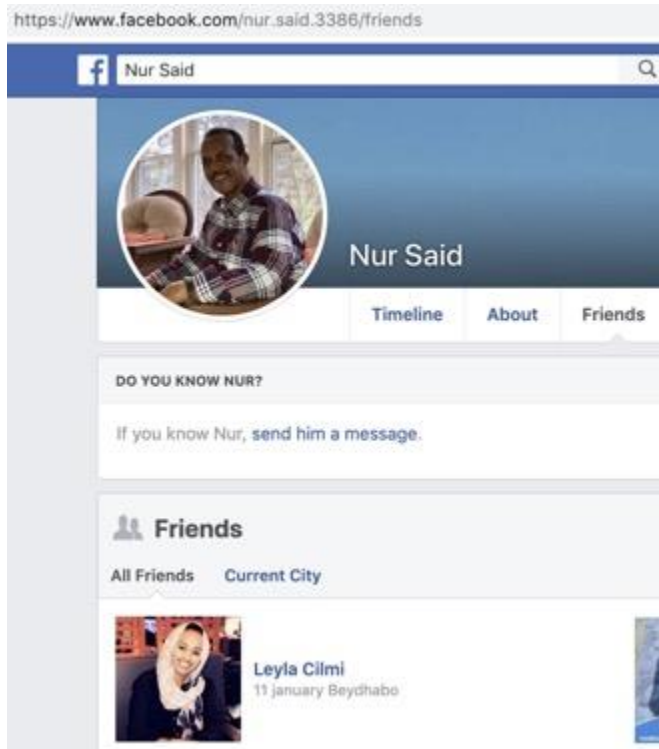 https://www.facebook.com/nur.said.3386/friends
f Nur Said
Nur Said
Timeline About Friends
DO YOU KNOW NUR?
If you know Nur, send him a message.
Friends
All Friends Current City
Leyla Cilmi
11 january Beydhabo